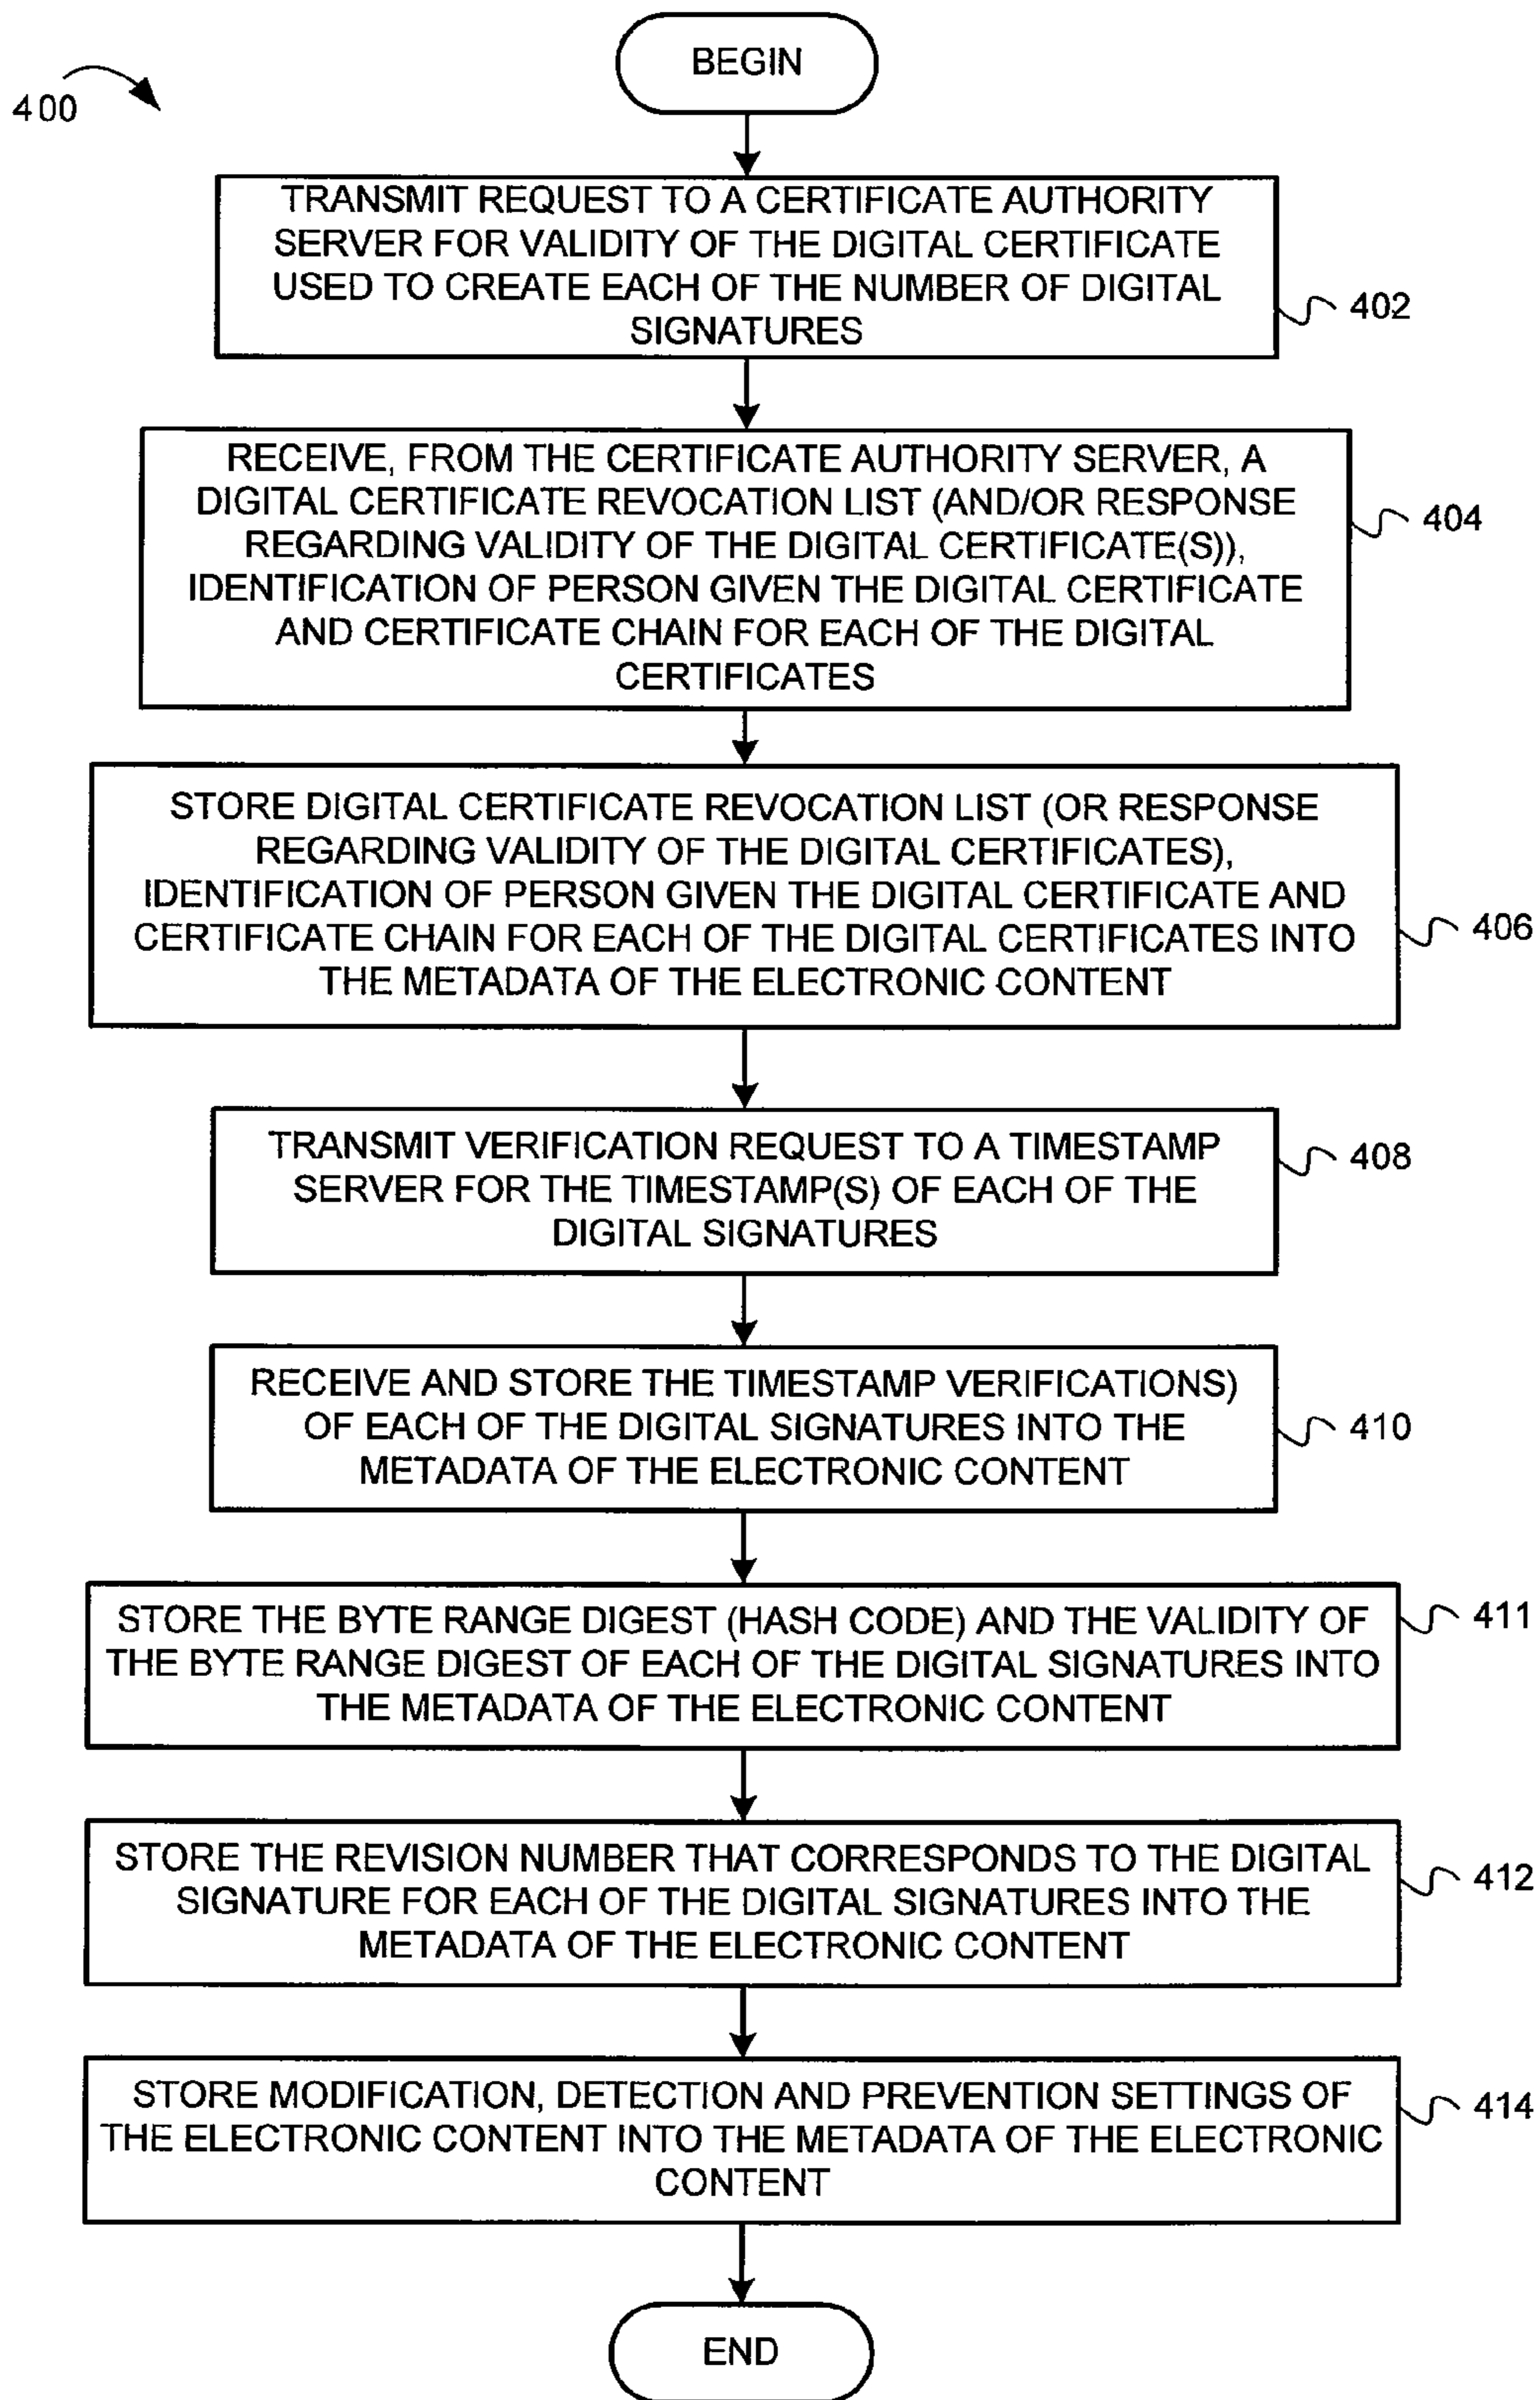 BEGIN
400
TRANSMIT REQUEST TO A CERTIFICATE AUTHORITY
SERVER FOR VALIDITY OF THE DIGITAL CERTIFICATE
USED TO CREATE EACH OF THE NUMBER OF DIGITAL
SIGNATURES
402
RECEIVE, FROM THE CERTIFICATE AUTHORITY SERVER, A
DIGITAL CERTIFICATE REVOCATION LIST (AND/OR RESPONSE
REGARDING VALIDITY OF THE DIGITAL CERTIFICATE(S)),
IDENTIFICATION OF PERSON GIVEN THE DIGITAL CERTIFICATE
AND CERTIFICATE CHAIN FOR EACH OF THE DIGITAL
CERTIFICATES
404
STORE DIGITAL CERTIFICATE REVOCATION LIST (OR RESPONSE
REGARDING VALIDITY OF THE DIGITAL CERTIFICATES),
IDENTIFICATION OF PERSON GIVEN THE DIGITAL CERTIFICATE AND
CERTIFICATE CHAIN FOR EACH OF THE DIGITAL CERTIFICATES INTO
THE METADATA OF THE ELECTRONIC CONTENT
406
TRANSMIT VERIFICATION REQUEST TO A TIMESTAMP
SERVER FOR THE TIMESTAMP(S) OF EACH OF THE
DIGITAL SIGNATURES
408
RECEIVE AND STORE THE TIMESTAMP VERIFICATIONS)
OF EACH OF THE DIGITAL SIGNATURES INTO THE
METADATA OF THE ELECTRONIC CONTENT
410
STORE THE BYTE RANGE DIGEST (HASH CODE) AND THE VALIDITY OF
THE BYTE RANGE DIGEST OF EACH OF THE DIGITAL SIGNATURES INTO
THE METADATA OF THE ELECTRONIC CONTENT
411
STORE THE REVISION NUMBER THAT CORRESPONDS TO THE DIGITAL
SIGNATURE FOR EACH OF THE DIGITAL SIGNATURES INTO THE
METADATA OF THE ELECTRONIC CONTENT
412
STORE MODIFICATION, DETECTION AND PREVENTION SETTINGS OF
THE ELECTRONIC CONTENT INTO THE METADATA OF THE ELECTRONIC
CONTENT
414
END